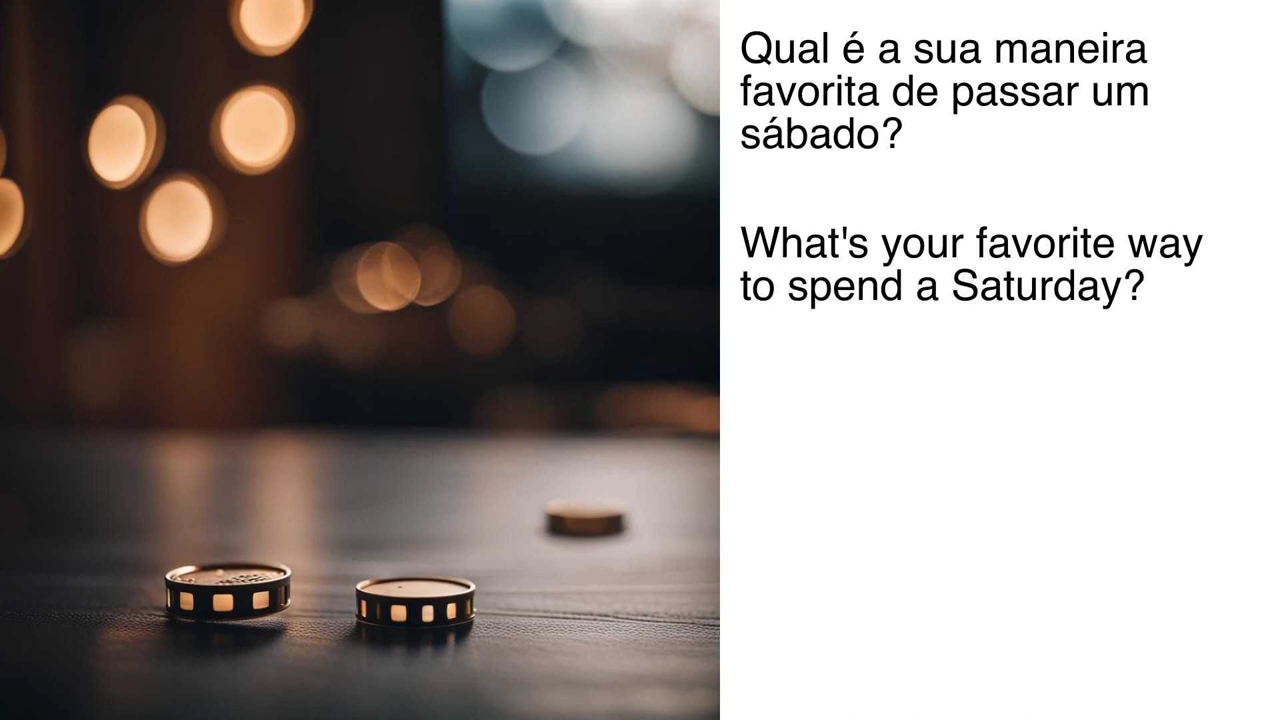 Qual é a sua maneira
favorita de passar um
sábado?
What's your favorite way
to spend a Saturday?